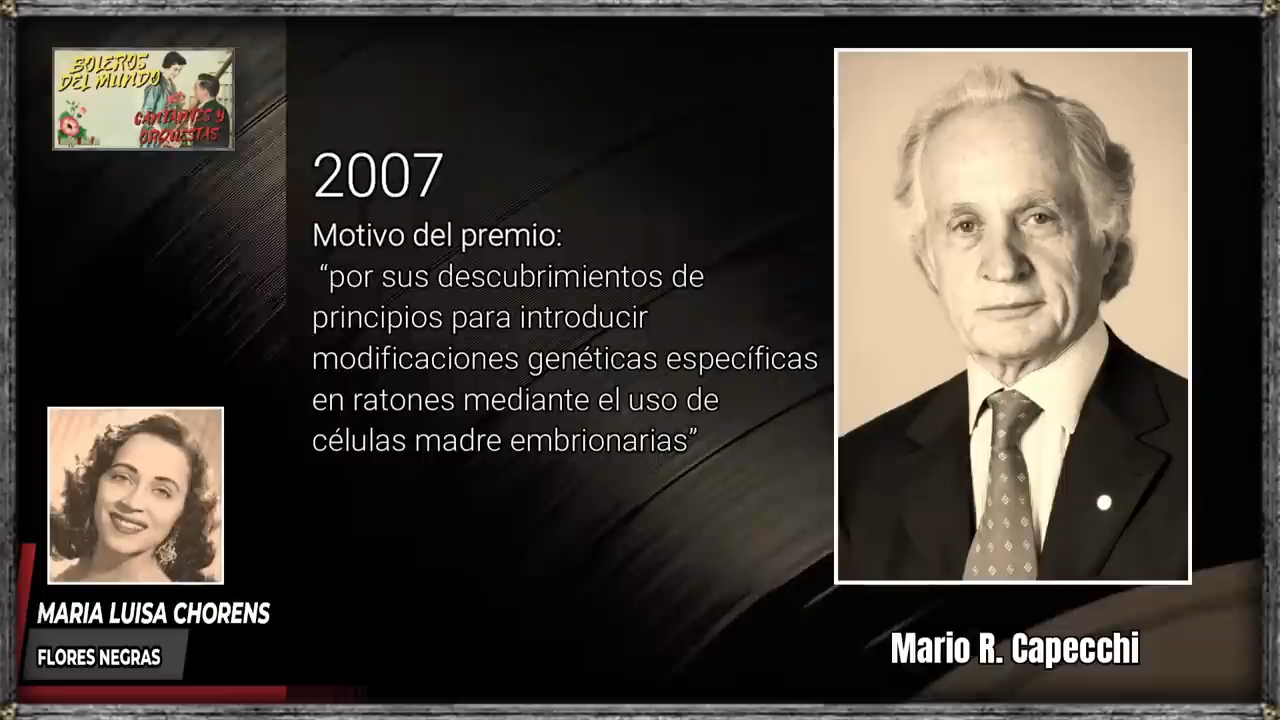 BOLEROS
DEL MUNDO
CANTANTES Y
ORQUESTAS
2007
Motivo del premio:
“por sus descubrimientos de
principios para introducir
modificaciones genéticas específicas
en ratones mediante el uso de
células madre embrionarias”
MARIA LUISA CHORENS
FLORES NEGRAS
Mario R. Capecchi